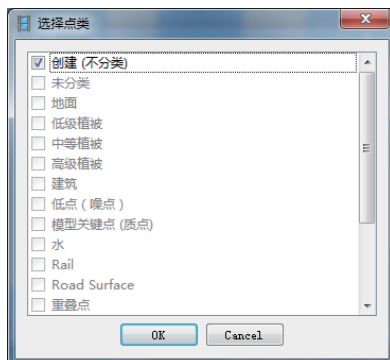 选择点类
创建 (不分类)
未分类
地面
低级植被
中等植被
高级植被
建筑
低点 ( 噪点 )
模型关键点 (质点)
水
Rail
Road Surface
重叠点
OK Cancel